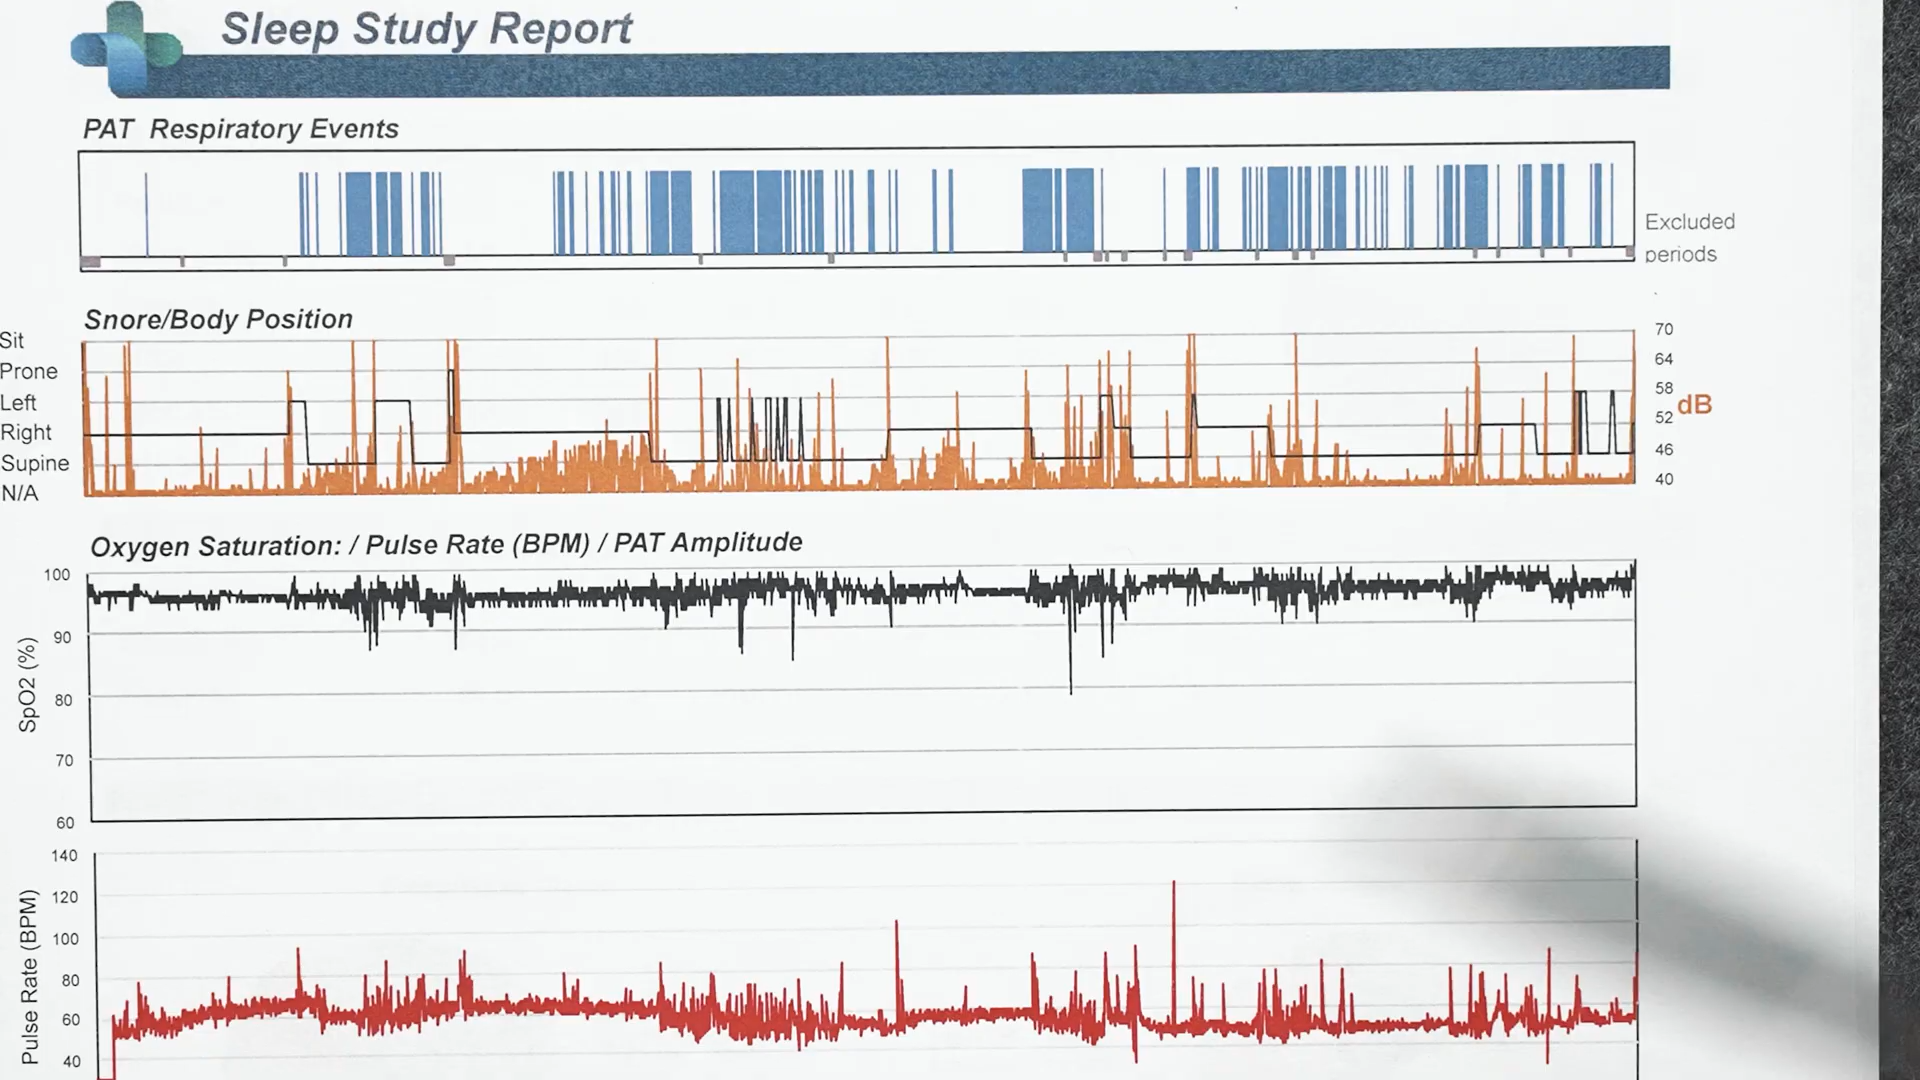 Sleep Study Report
PAT Respiratory Events
Excluded
periods
Snore/Body Position
Sit
Prone
Left
Right
Supine
N/A
70
64
58
52
46
40
dB
Oxygen Saturation: / Pulse Rate (BPM) / PAT Amplitude
SpO2 (%)
100
90
80
70
60
Pulse Rate (BPM)
140
120
100
80
60
40